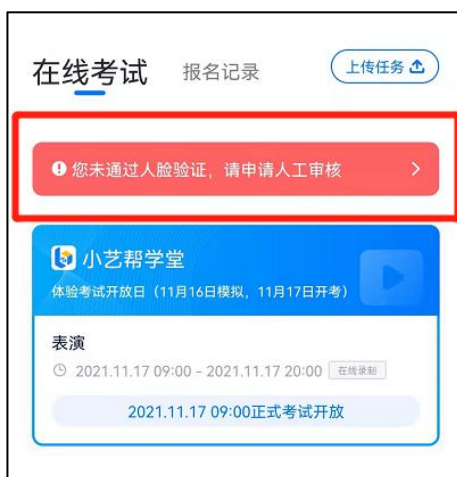 在线考试 报名记录 上传任务
您未通过人脸验证，请申请人工审核
小艺帮学堂
体验考试开放日（11月16日模拟，11月17日开考）
表演
2021.11.17 09:00 - 2021.11.17 20:00 在线录制
2021.11.17 09:00正式考试开放